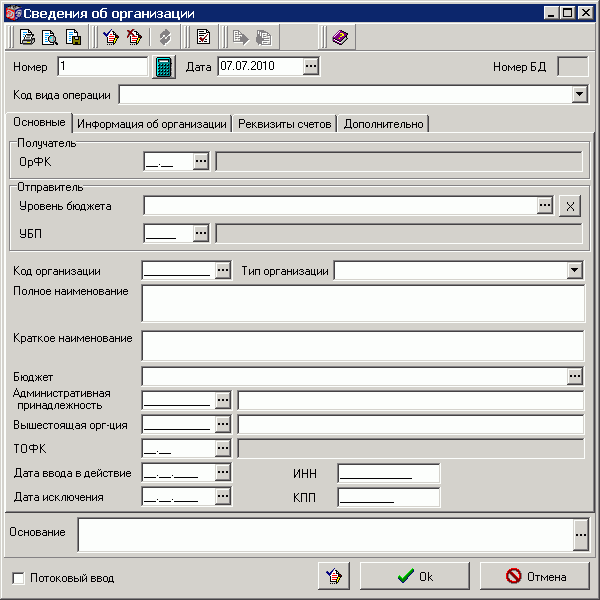 Сведения об организации
Номер 1 Дата 07.07.2010 Номер БД
Код вида операции
Основные Информация об организации Реквизиты счетов Дополнительно
Получатель
ОрФК __.__
Отправитель
Уровень бюджета X
УБП _____
Код организации Тип организации
Полное наименование
Краткое наименование
Бюджет
Административная
принадлежность
Вышестоящая орг-ция
ТОФК __.__
Дата ввода в действие __.__.____ ИНН
Дата исключения __.__.____ КПП
Основание
Потоковый ввод Ok Отмена